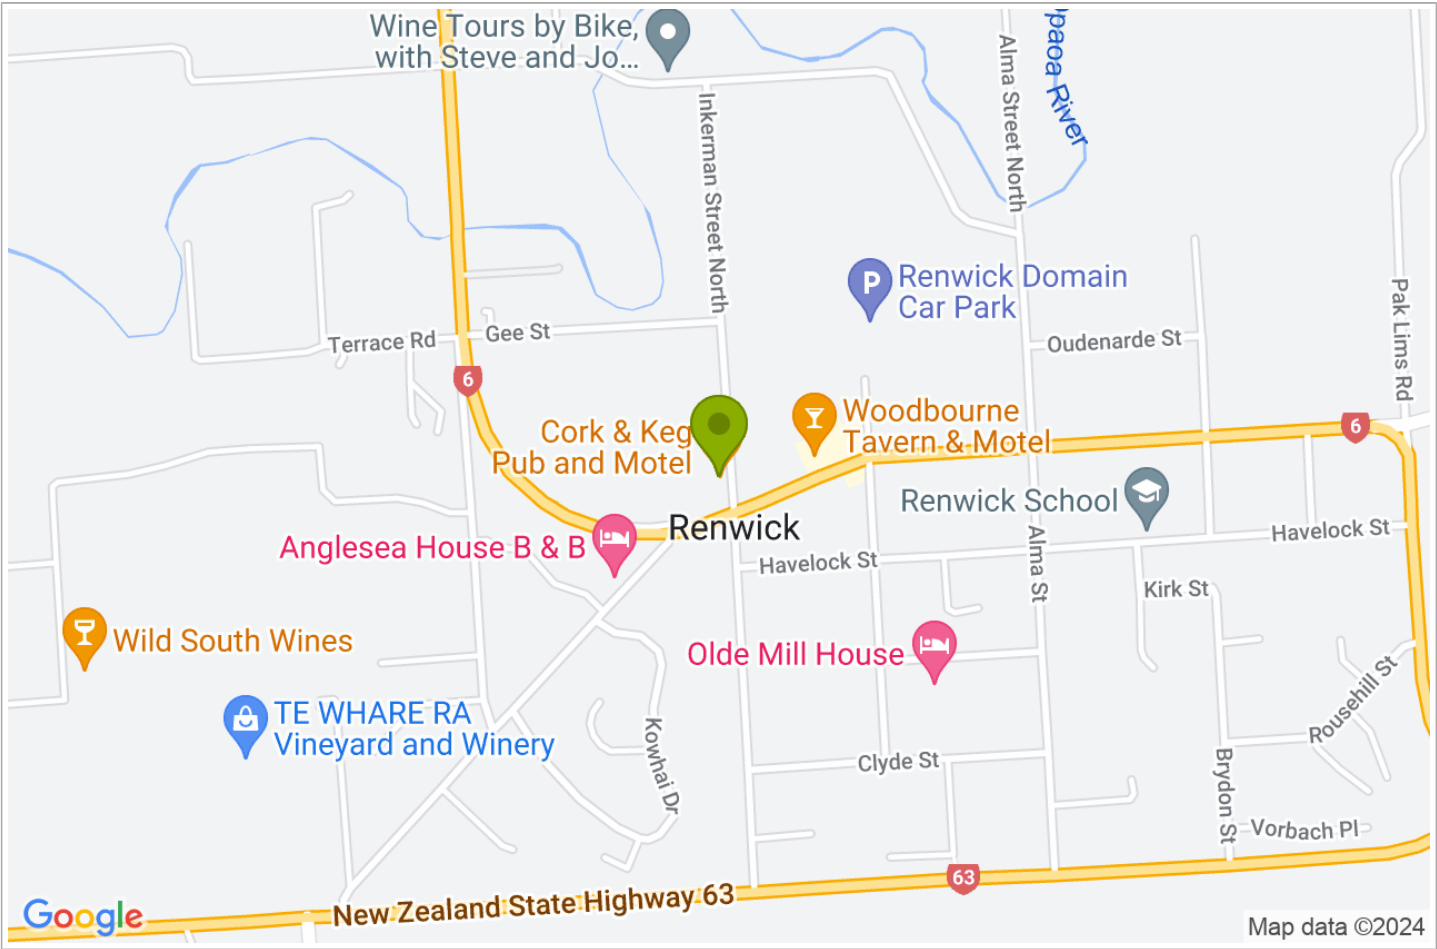 Wine Tours by Bike,
with Steve and Jo...
Inkerman Street North
Alma Street North
Opaoa River
Renwick Domain
Car Park
P
Pak Lims Rd
Terrace Rd
Gee St
Oudenarde St
6
Cork & Keg
Pub and Motel
Woodbourne
Tavern & Motel
6
Renwick School
Renwick
Anglesea House B & B
Havelock St
Havelock St
Alma St
Kirk St
Wild South Wines
Olde Mill House
TE WHARE RA
Vineyard and Winery
Kowhai Dr
Clyde St
Rousehill St
Brydon St
Vorbach Pl
63
New Zealand State Highway 63
Google
Map data ©2024